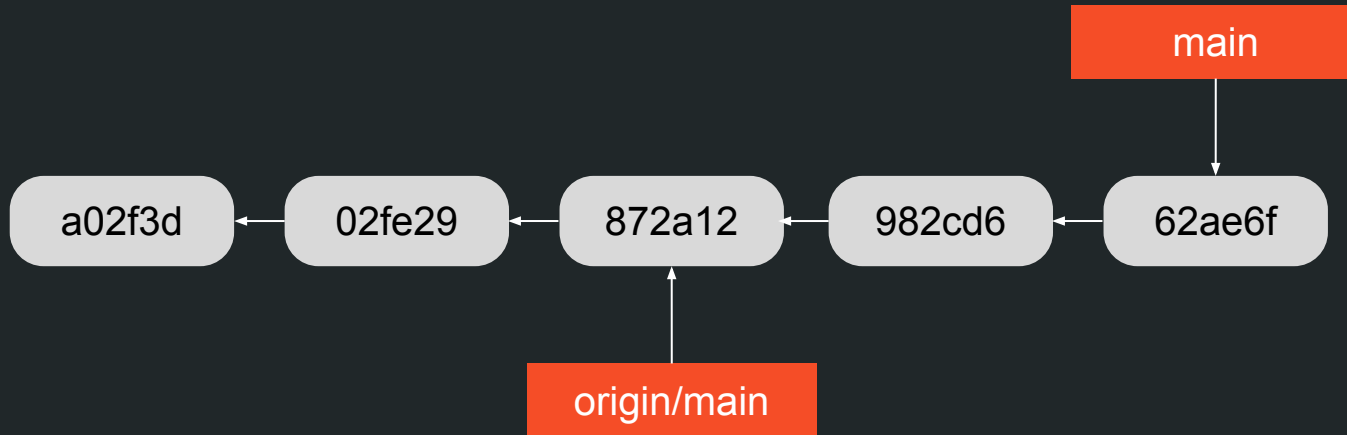 main
a02f3d
02fe29
872a12
982cd6
62ae6f
origin/main